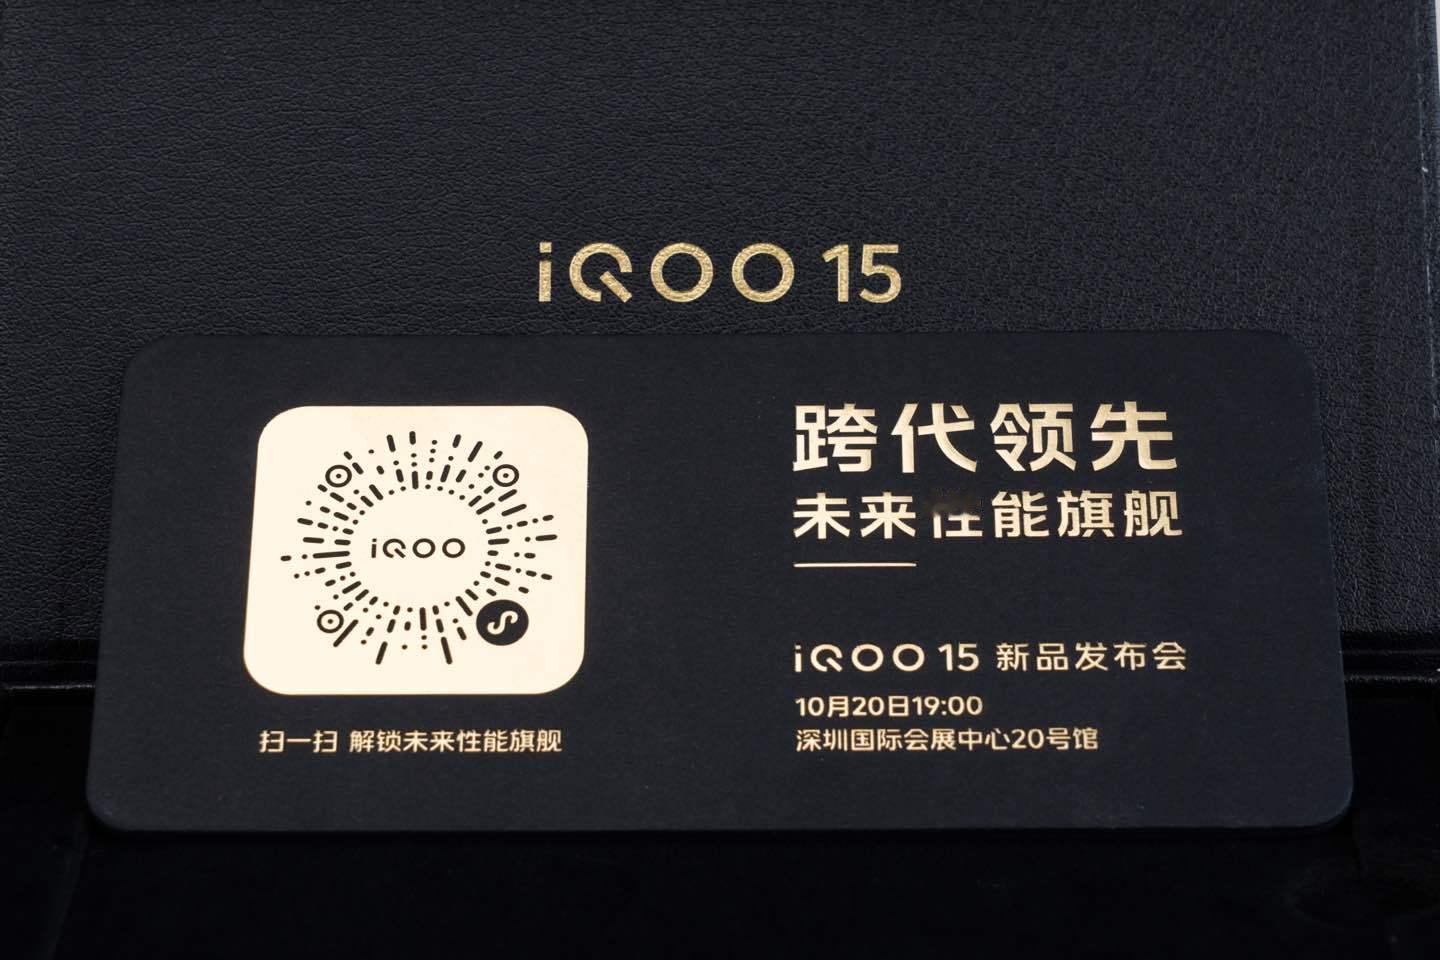 iQOO 15
iQOO
扫一扫 解锁未来性能旗舰
跨代领先
未来性能旗舰
iQOO 15 新品发布会
10月20日19:00
深圳国际会展中心20号馆